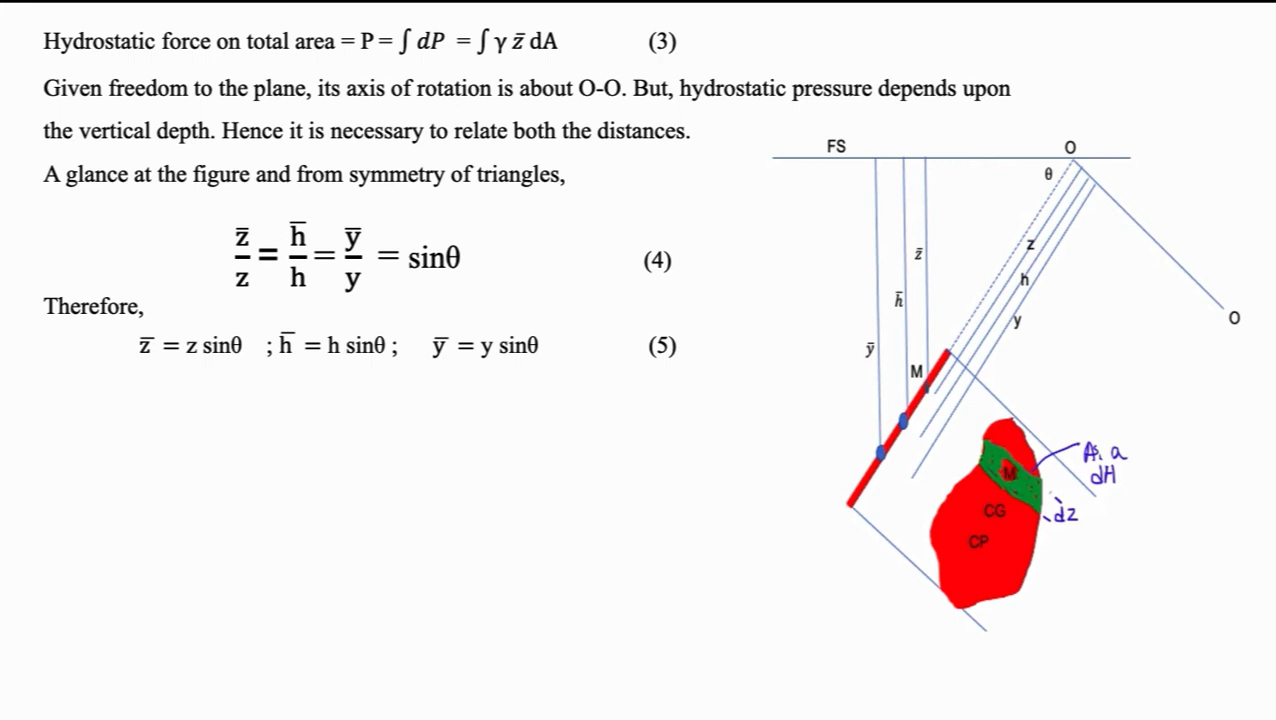 Hydrostatic force on total area = P = ∫ dP = ∫ γ z̄ dA (3)
Given freedom to the plane, its axis of rotation is about O-O. But, hydrostatic pressure depends upon
the vertical depth. Hence it is necessary to relate both the distances.
A glance at the figure and from symmetry of triangles,
z̄/z = h̄/h = ȳ/y = sinθ (4)
Therefore,
z̄ = z sinθ ; h̄ = h sinθ ; ȳ = y sinθ (5)
FS
O
θ
z̄
z
h̄
h
ȳ
y
O
M
M
CG
CP
dz